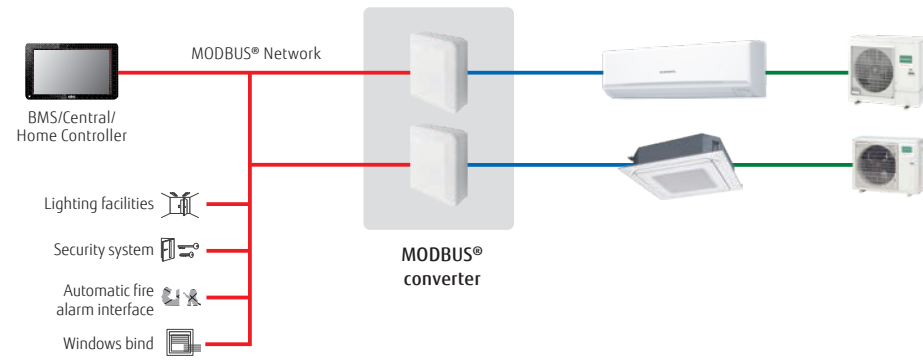 MODBUS® Network
BMS/Central/
Home Controller
Lighting facilities
Security system
Automatic fire
alarm interface
Windows bind
MODBUS®
converter